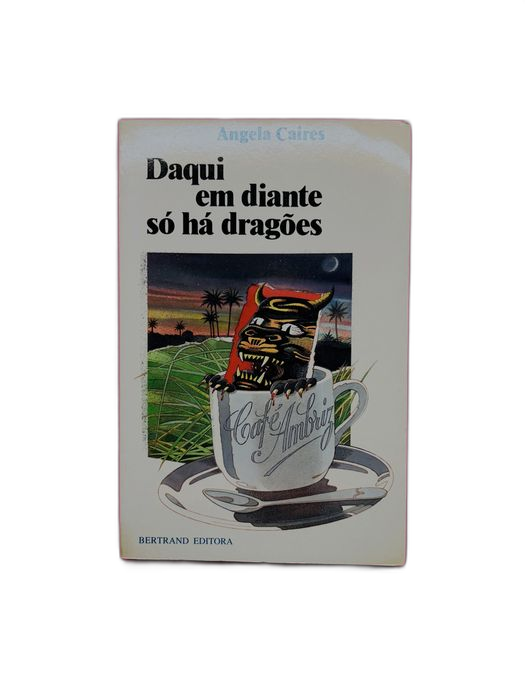 Angela Caires
Daqui
em diante
só há dragões
Café
Ambriz
BERTRAND EDITORA